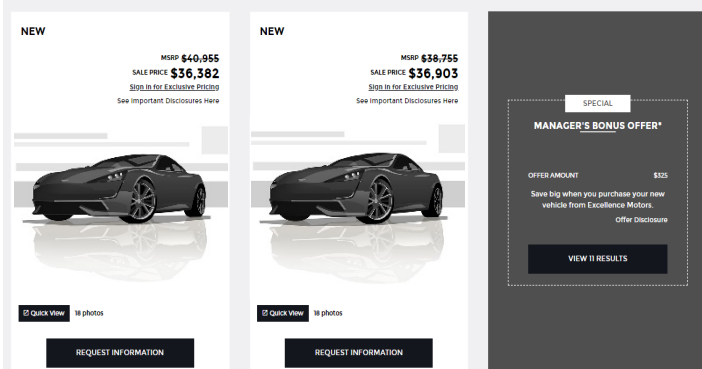 NEW
MSRP $40,955
SALE PRICE $36,382
Sign In for Exclusive Pricing
See Important Disclosures Here
Quick View 18 photos
REQUEST INFORMATION
NEW
MSRP $38,755
SALE PRICE $36,903
Sign In for Exclusive Pricing
See Important Disclosures Here
Quick View 18 photos
REQUEST INFORMATION
SPECIAL
MANAGER'S BONUS OFFER*
OFFER AMOUNT $325
Save big when you purchase your new
vehicle from Excellence Motors.
Offer Disclosure
VIEW 11 RESULTS